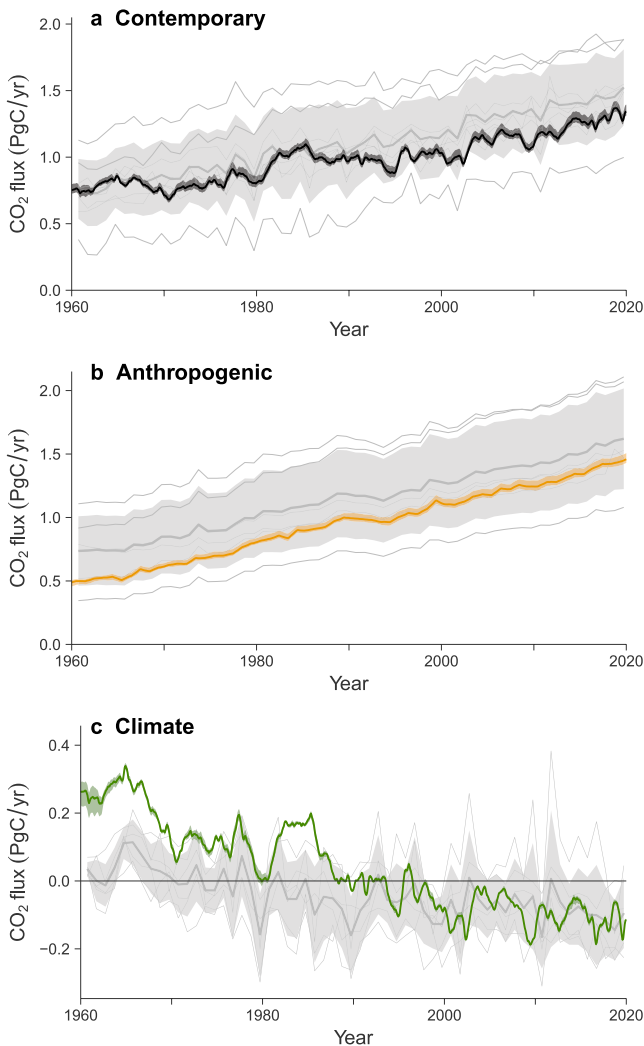 a Contemporary
CO₂ flux (PgC/yr)
2.0
1.5
1.0
0.5
0.0
1960 1980 2000 2020
Year
b Anthropogenic
CO₂ flux (PgC/yr)
2.0
1.5
1.0
0.5
0.0
1960 1980 2000 2020
Year
c Climate
CO₂ flux (PgC/yr)
0.4
0.2
0.0
−0.2
1960 1980 2000 2020
Year